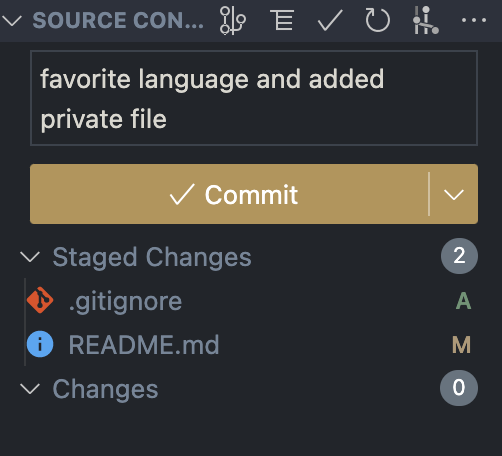 SOURCE CON...
favorite language and added
private file
Commit
Staged Changes 2
.gitignore A
README.md M
Changes 0